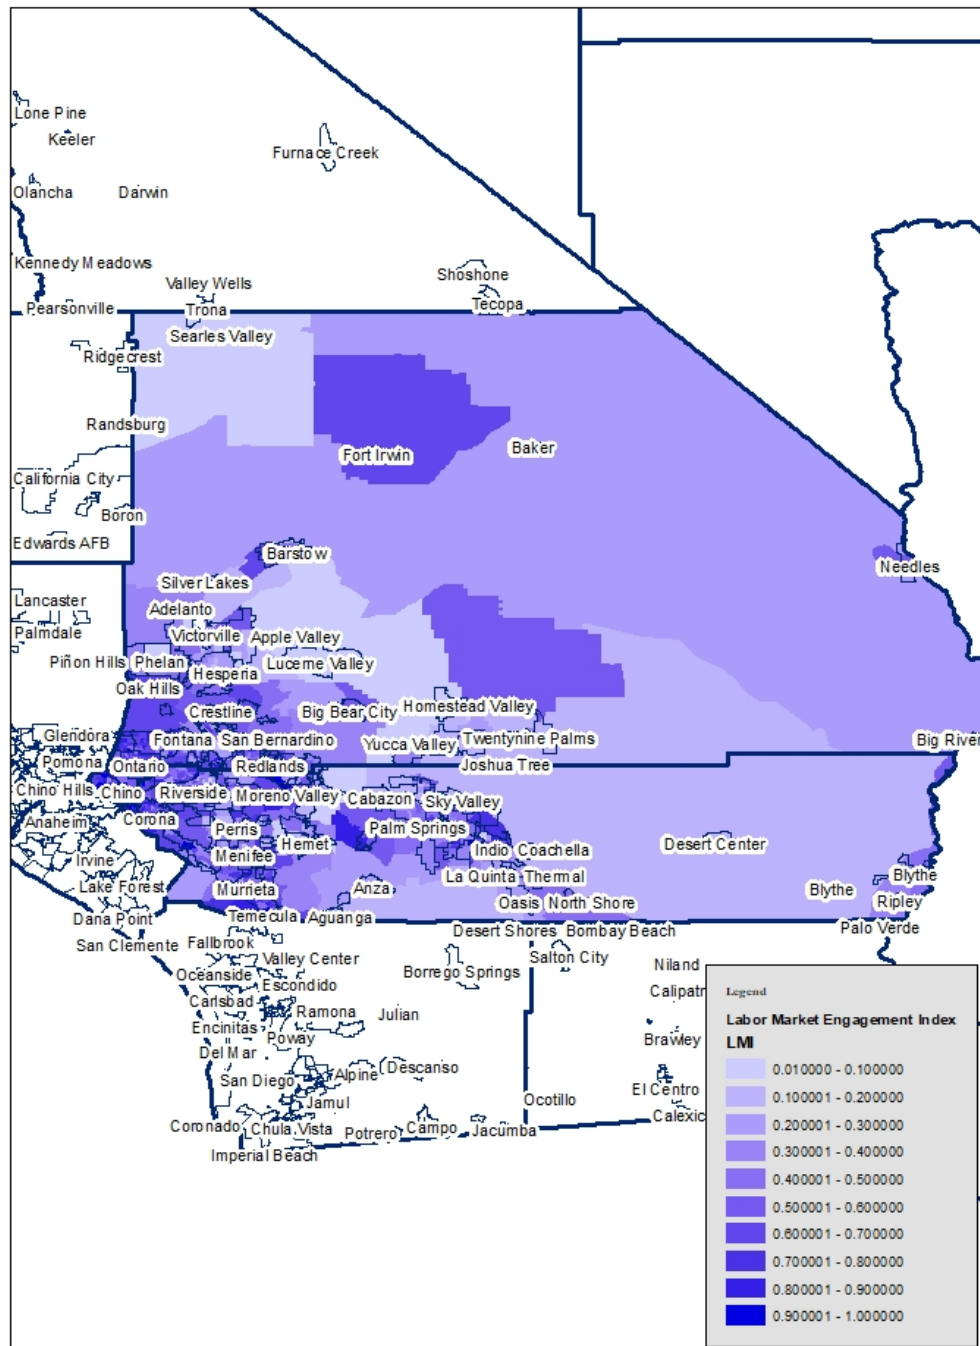 Lone Pine
Keeler
Furnace Creek
Olancha
Darwin
Kennedy Meadows
Valley Wells
Shoshone
Pearsonville
Trona
Tecopa
Searles Valley
Ridgecrest
Randsburg
Fort Irwin
Baker
California City
Boron
Edwards AFB
Barstow
Needles
Silver Lakes
Lancaster
Adelanto
Palmdale
Victorville
Apple Valley
Piñon Hills
Phelan
Lucerne Valley
Hesperia
Oak Hills
Crestline
Big Bear City
Homestead Valley
Glendora
Fontana
San Bernardino
Yucca Valley
Twentynine Palms
Big River
Pomona
Ontario
Redlands
Joshua Tree
Chino Hills
Chino
Riverside
Moreno Valley
Cabazon
Sky Valley
Anaheim
Corona
Perris
Palm Springs
Irvine
Menifee
Hemet
Indio
Coachella
Desert Center
Lake Forest
Murrieta
Anza
La Quinta
Thermal
Blythe
Blythe
Dana Point
Temecula
Aguanga
Oasis
North Shore
Ripley
San Clemente
Fallbrook
Desert Shores
Bombay Beach
Palo Verde
Valley Center
Salton City
Oceanside
Escondido
Borrego Springs
Niland
Carlsbad
Ramona
Julian
Calipatr
Encinitas
Poway
Brawley
Del Mar
San Diego
Alpine
Descanso
El Centro
Jamul
Ocotillo
Coronado
Chula Vista
Potrero
Campo
Jacumba
Calexic
Imperial Beach
Legend
Labor Market Engagement Index
LMI
0.010000 - 0.100000
0.100001 - 0.200000
0.200001 - 0.300000
0.300001 - 0.400000
0.400001 - 0.500000
0.500001 - 0.600000
0.600001 - 0.700000
0.700001 - 0.800000
0.800001 - 0.900000
0.900001 - 1.000000